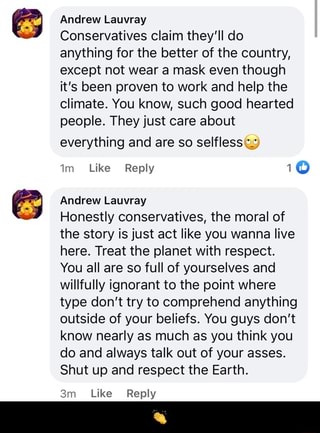 Andrew Lauvray
Conservatives claim they'll do
anything for the better of the country,
except not wear a mask even though
it's been proven to work and help the
climate. You know, such good hearted
people. They just care about
everything and are so selfless🙄
1m Like Reply 1
Andrew Lauvray
Honestly conservatives, the moral of
the story is just act like you wanna live
here. Treat the planet with respect.
You all are so full of yourselves and
willfully ignorant to the point where
type don't try to comprehend anything
outside of your beliefs. You guys don't
know nearly as much as you think you
do and always talk out of your asses.
Shut up and respect the Earth.
3m Like Reply
👏